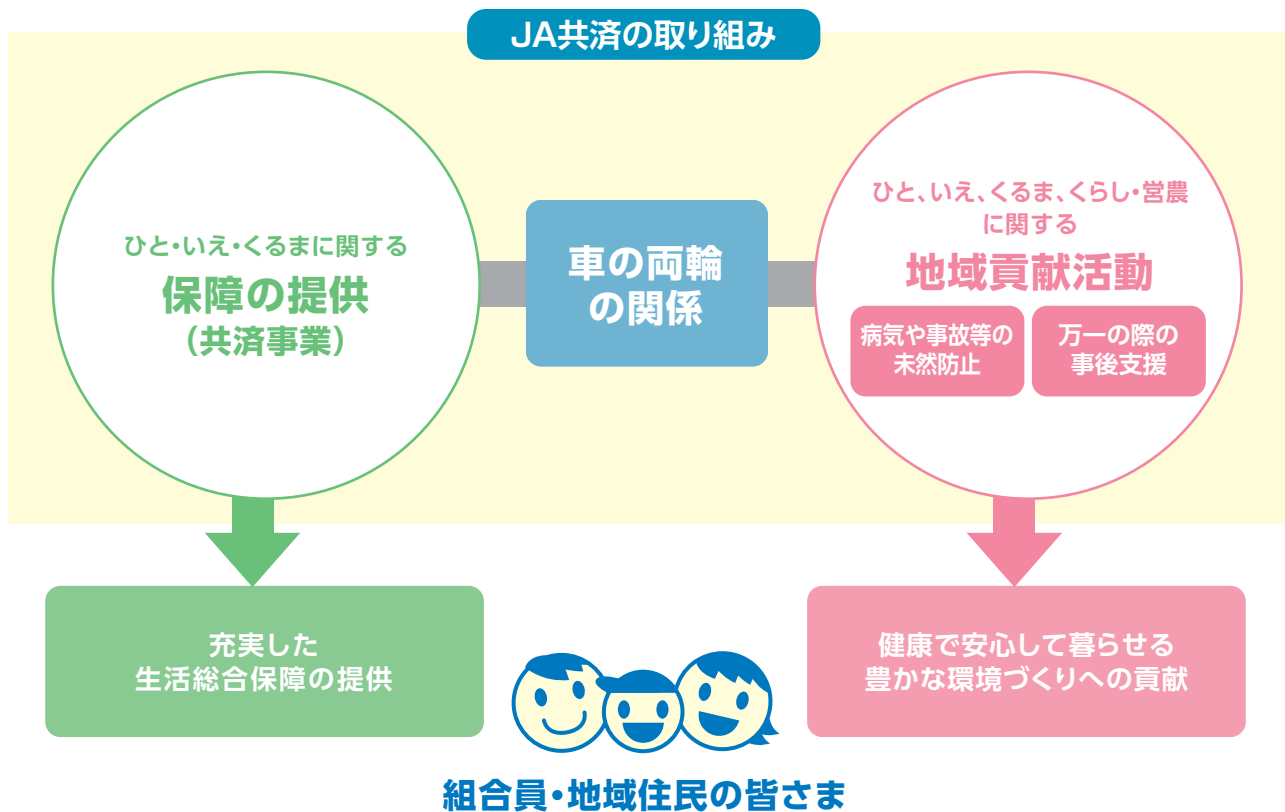 JA共済の取り組み
ひと・いえ・くるまに関する
保障の提供
（共済事業）
車の両輪
の関係
ひと、いえ、くるま、くらし・営農
に関する
地域貢献活動
病気や事故等の
未然防止
万一の際の
事後支援
充実した
生活総合保障の提供
健康で安心して暮らせる
豊かな環境づくりへの貢献
組合員・地域住民の皆さま